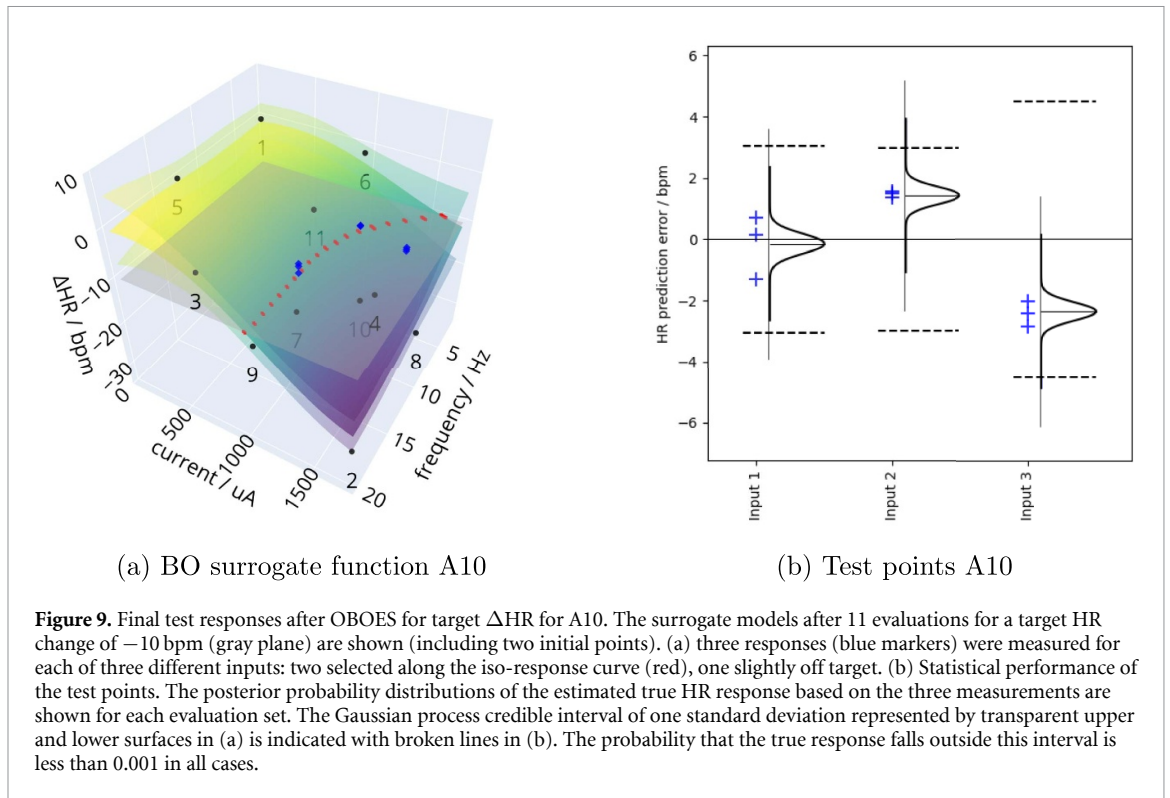 10
0
−10
−20
−30
ΔHR / bpm
0
500
1000
1500
current / uA
5
10
15
20
frequency / Hz
1
6
5
11
3
7
10
4
8
9
2
(a) BO surrogate function A10
6
4
2
0
−2
−4
−6
HR prediction error / bpm
Input 1
Input 2
Input 3
(b) Test points A10
Figure 9. Final test responses after OBOES for target ΔHR for A10. The surrogate models after 11 evaluations for a target HR
change of −10 bpm (gray plane) are shown (including two initial points). (a) three responses (blue markers) were measured for
each of three different inputs: two selected along the iso-response curve (red), one slightly off target. (b) Statistical performance of
the test points. The posterior probability distributions of the estimated true HR response based on the three measurements are
shown for each evaluation set. The Gaussian process credible interval of one standard deviation represented by transparent upper
and lower surfaces in (a) is indicated with broken lines in (b). The probability that the true response falls outside this interval is
less than 0.001 in all cases.